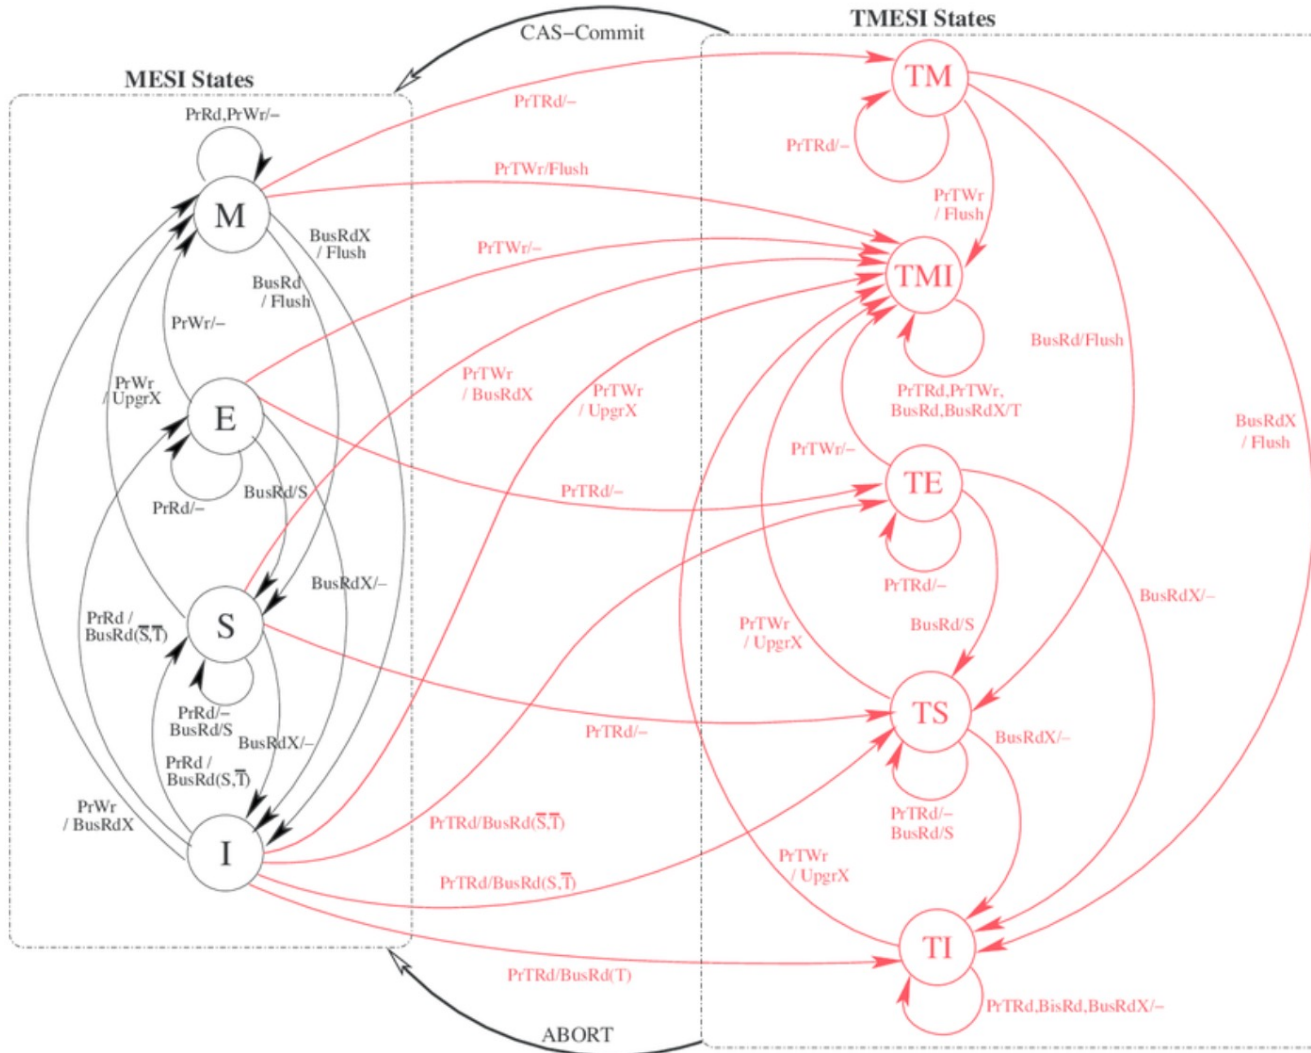 TMESI States
CAS–Commit
MESI States
TM
PrRd,PrWr/–
PrTRd/–
PrTRd/–
PrTWr/Flush
PrTWr
/ Flush
M
BusRdX
/ Flush
PrTWr/–
TMI
BusRd
/ Flush
PrWr/–
BusRd/Flush
PrWr
/ UpgrX
PrTWr
/ BusRdX
PrTWr
/ UpgrX
PrTRd,PrTWr,
BusRd,BusRdX/T
E
BusRdX
/ Flush
PrTWr/–
BusRd/S
PrRd/–
PrTRd/–
TE
PrTRd/–
BusRdX/–
BusRdX/–
PrRd /
BusRd(S̅,T̅)
S
PrTWr
/ UpgrX
BusRd/S
PrRd/–
BusRd/S
BusRdX/–
PrTRd/–
TS
BusRdX/–
PrRd /
BusRd(S,T̅)
PrWr
/ BusRdX
PrTRd/BusRd(S̅,T̅)
PrTRd/–
BusRd/S
I
PrTWr
/ UpgrX
PrTRd/BusRd(S,T̅)
TI
PrTRd/BusRd(T)
PrTRd,BisRd,BusRdX/–
ABORT